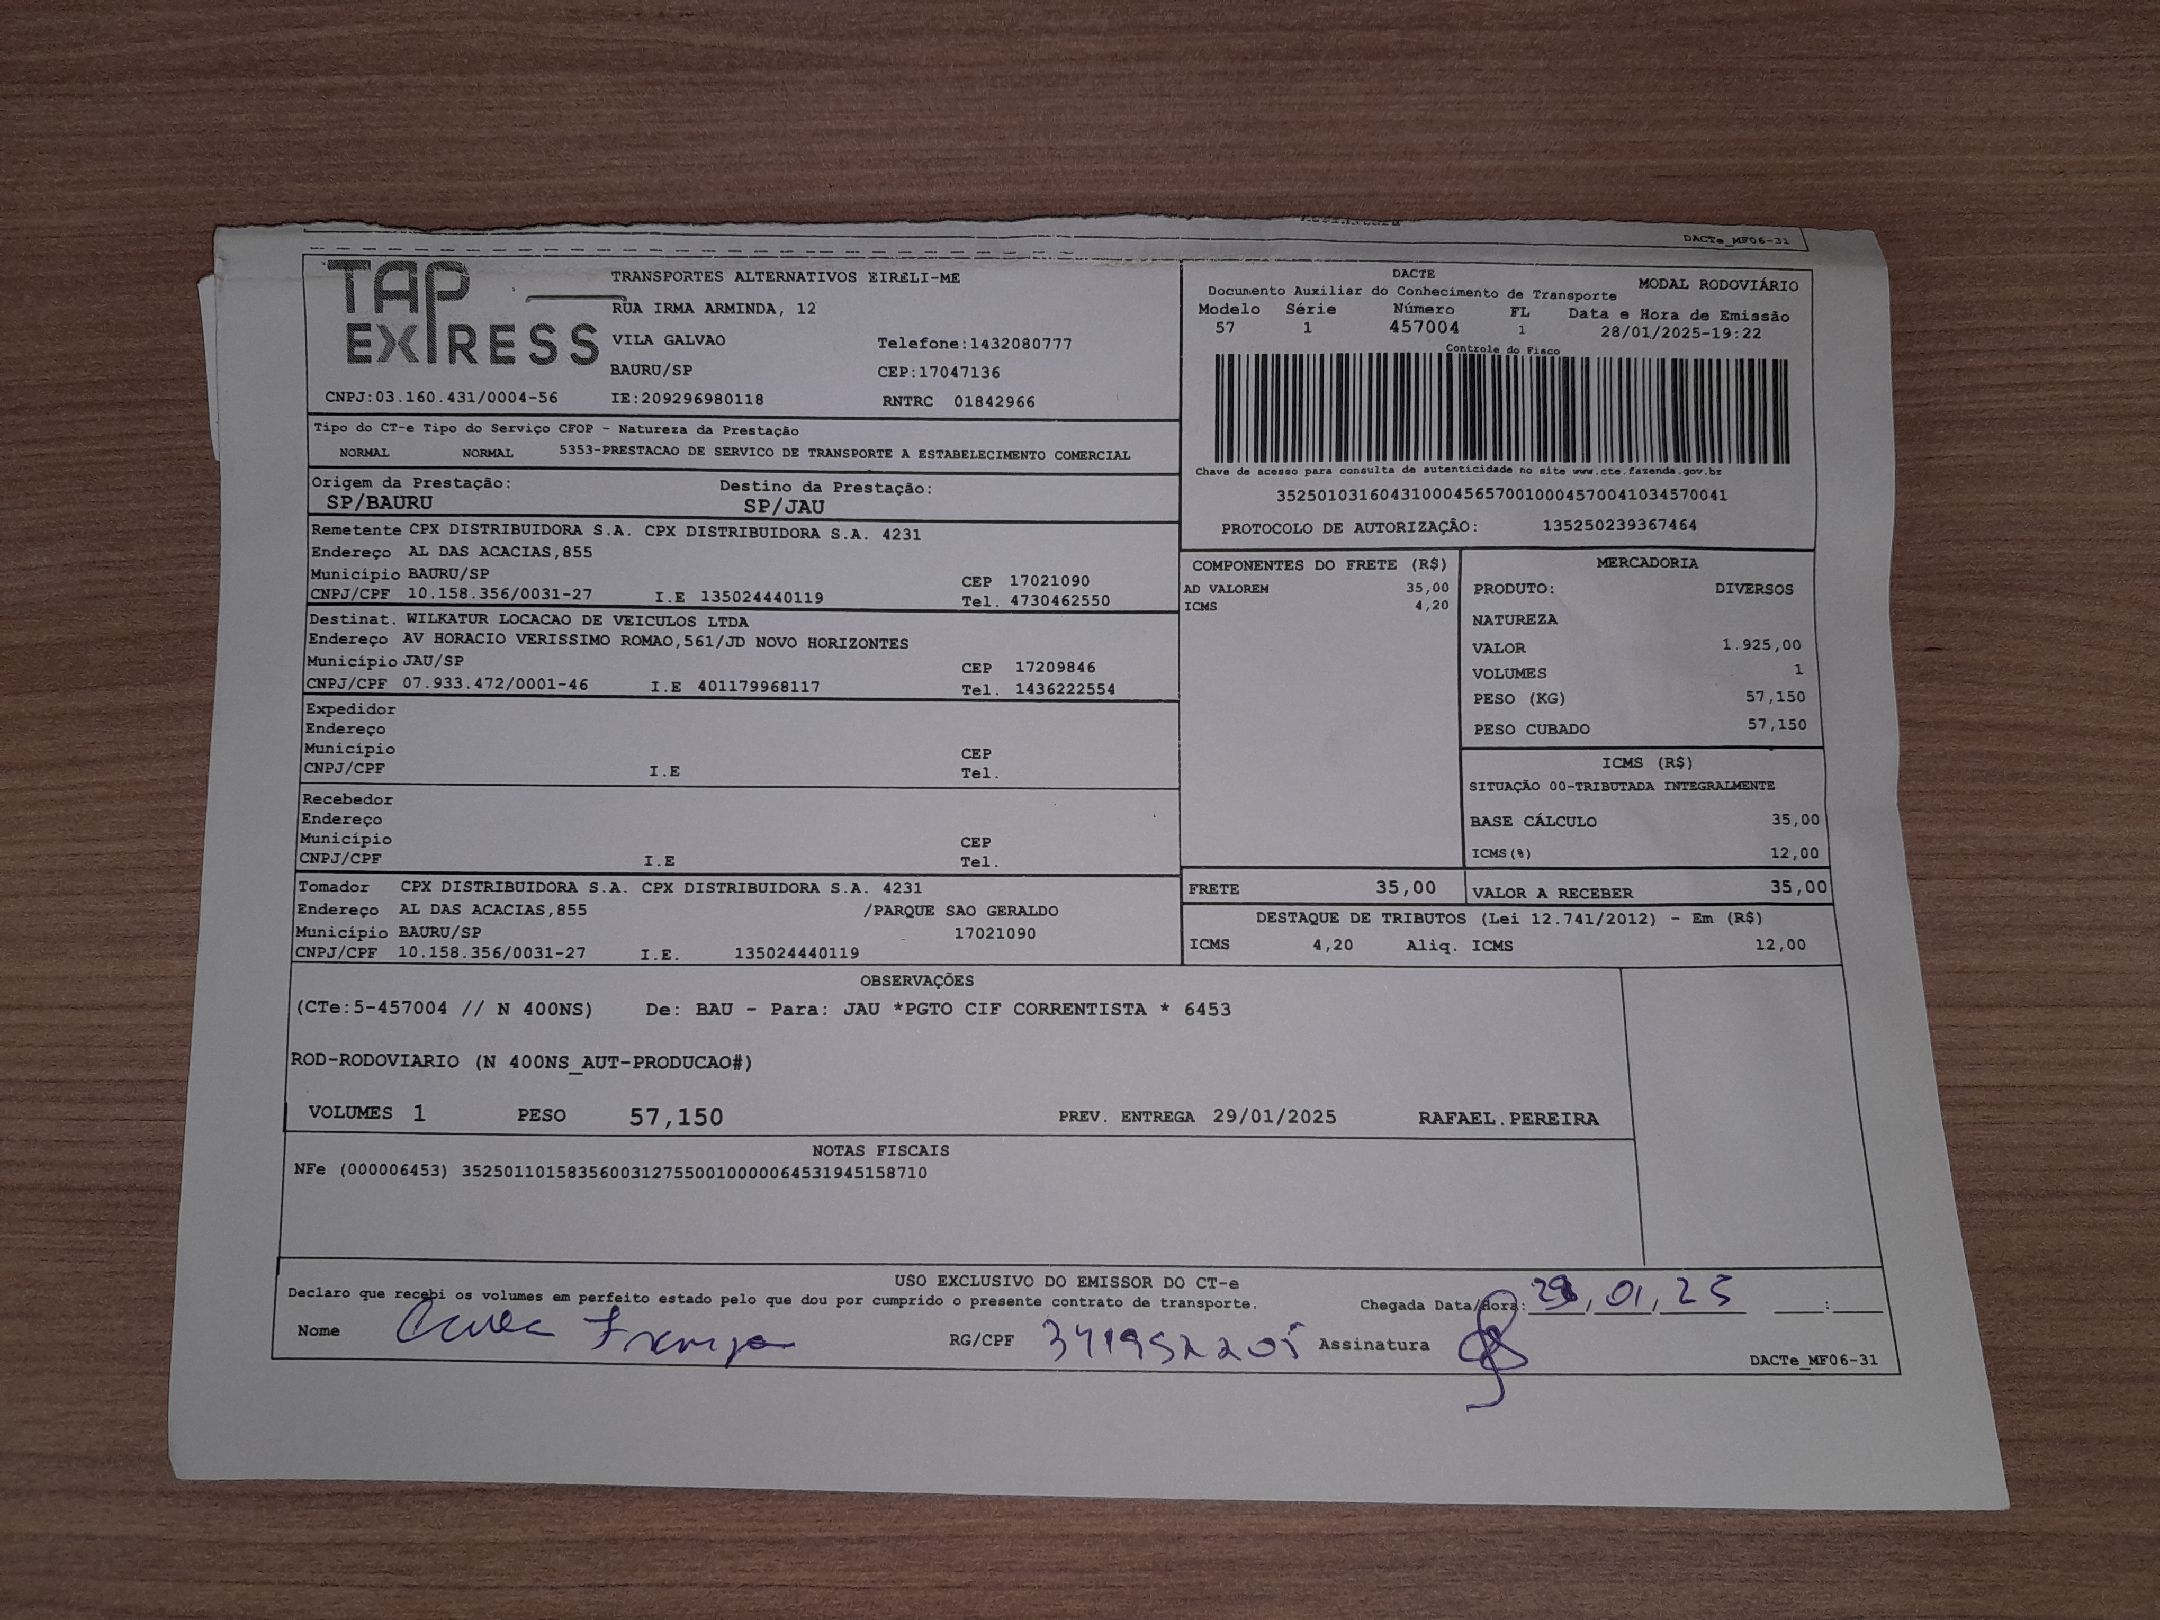 DACTe_MF06-31
TAP EXPRESS
TRANSPORTES ALTERNATIVOS EIRELI-ME
RUA IRMA ARMINDA, 12
VILA GALVAO Telefone:1432080777
BAURU/SP CEP:17047136
CNPJ:03.160.431/0004-56 IE:209296980118 RNTRC 01842966
DACTE
MODAL RODOVIÁRIO
Documento Auxiliar do Conhecimento de Transporte
Modelo Série Número FL Data e Hora de Emissão
57 1 457004 1 28/01/2025-19:22
Controle do Fisco
Chave de acesso para consulta de autenticidade no site www.cte.fazenda.gov.br
35250103160431000456570010004570041034570041
PROTOCOLO DE AUTORIZAÇÃO: 135250239367464
Tipo do CT-e Tipo do Serviço CFOP - Natureza da Prestação
NORMAL NORMAL 5353-PRESTACAO DE SERVICO DE TRANSPORTE A ESTABELECIMENTO COMERCIAL
Origem da Prestação: Destino da Prestação:
SP/BAURU SP/JAU
Remetente CPX DISTRIBUIDORA S.A. CPX DISTRIBUIDORA S.A. 4231
Endereço AL DAS ACACIAS,855
Município BAURU/SP CEP 17021090
CNPJ/CPF 10.158.356/0031-27 I.E 135024440119 Tel. 4730462550
Destinat. WILKATUR LOCACAO DE VEICULOS LTDA
Endereço AV HORACIO VERISSIMO ROMAO,561/JD NOVO HORIZONTES
Município JAU/SP CEP 17209846
CNPJ/CPF 07.933.472/0001-46 I.E 401179968117 Tel. 1436222554
Expedidor
Endereço
Município CEP
CNPJ/CPF I.E Tel.
Recebedor
Endereço
Município CEP
CNPJ/CPF I.E Tel.
Tomador CPX DISTRIBUIDORA S.A. CPX DISTRIBUIDORA S.A. 4231
Endereço AL DAS ACACIAS,855 /PARQUE SAO GERALDO
Município BAURU/SP 17021090
CNPJ/CPF 10.158.356/0031-27 I.E. 135024440119
COMPONENTES DO FRETE (R$)
AD VALOREM 35,00
ICMS 4,20
MERCADORIA
PRODUTO: DIVERSOS
NATUREZA
VALOR 1.925,00
VOLUMES 1
PESO (KG) 57,150
PESO CUBADO 57,150
ICMS (R$)
SITUAÇÃO 00-TRIBUTADA INTEGRALMENTE
BASE CÁLCULO 35,00
ICMS(%) 12,00
FRETE 35,00 VALOR A RECEBER 35,00
DESTAQUE DE TRIBUTOS (Lei 12.741/2012) - Em (R$)
ICMS 4,20 Aliq. ICMS 12,00
OBSERVAÇÕES
(CTe:5-457004 // N 400NS) De: BAU - Para: JAU *PGTO CIF CORRENTISTA * 6453
ROD-RODOVIARIO (N 400NS_AUT-PRODUCAO#)
VOLUMES 1 PESO 57,150 PREV. ENTREGA 29/01/2025 RAFAEL.PEREIRA
NOTAS FISCAIS
NFe (000006453) 35250110158356003127550010000064531945158710
USO EXCLUSIVO DO EMISSOR DO CT-e
Declaro que recebi os volumes em perfeito estado pelo que dou por cumprido o presente contrato de transporte. Chegada Data/Hora: 29,01,25 :
Nome RG/CPF 341952205 Assinatura
DACTe_MF06-31